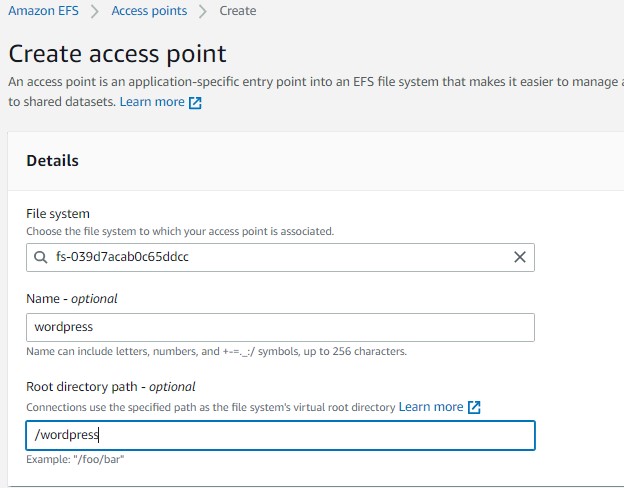 Amazon EFS > Access points > Create
Create access point
An access point is an application-specific entry point into an EFS file system that makes it easier to manage a
to shared datasets. Learn more
Details
File system
Choose the file system to which your access point is associated.
fs-039d7acab0c65ddcc
Name - optional
wordpress
Name can include letters, numbers, and +-=._:/ symbols, up to 256 characters.
Root directory path - optional
Connections use the specified path as the file system's virtual root directory Learn more
/wordpress
Example: "/foo/bar"